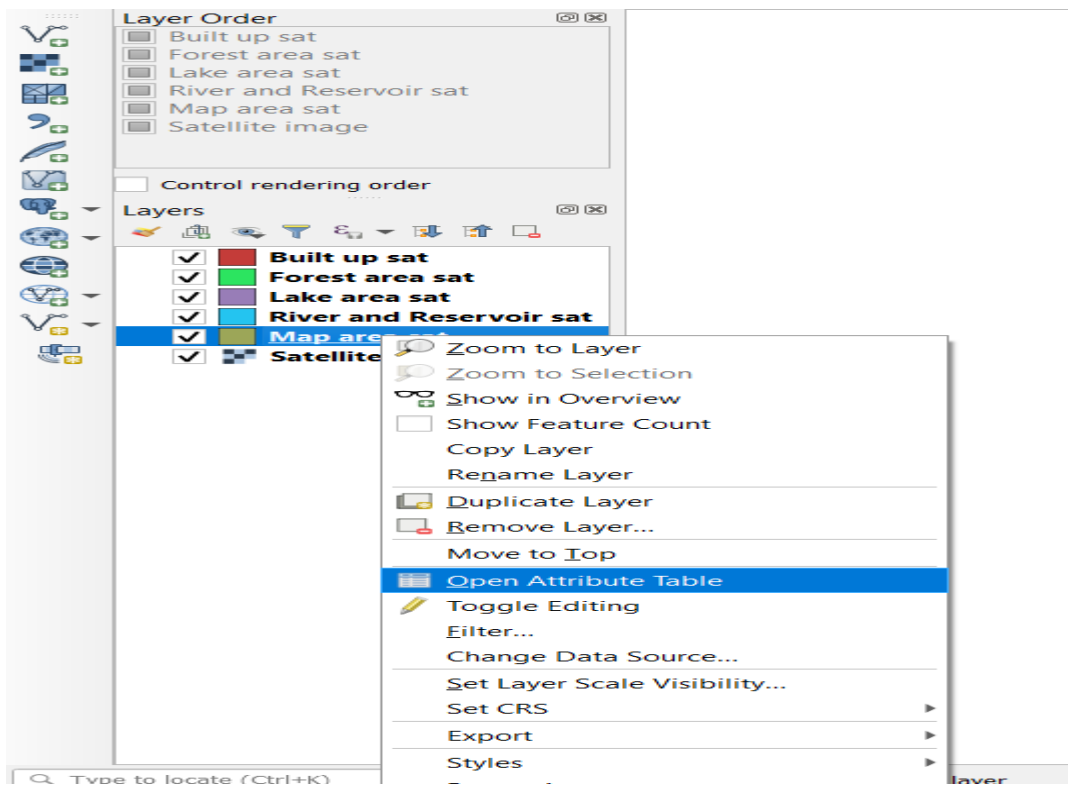 Layer Order
Built up sat
Forest area sat
Lake area sat
River and Reservoir sat
Map area sat
Satellite image
Control rendering order
Layers
Built up sat
Forest area sat
Lake area sat
River and Reservoir sat
Map area sat
Satellite
Zoom to Layer
Zoom to Selection
Show in Overview
Show Feature Count
Copy Layer
Rename Layer
Duplicate Layer
Remove Layer...
Move to Top
Open Attribute Table
Toggle Editing
Filter...
Change Data Source...
Set Layer Scale Visibility...
Set CRS
Export
Styles
Type to locate (Ctrl+K)
layer